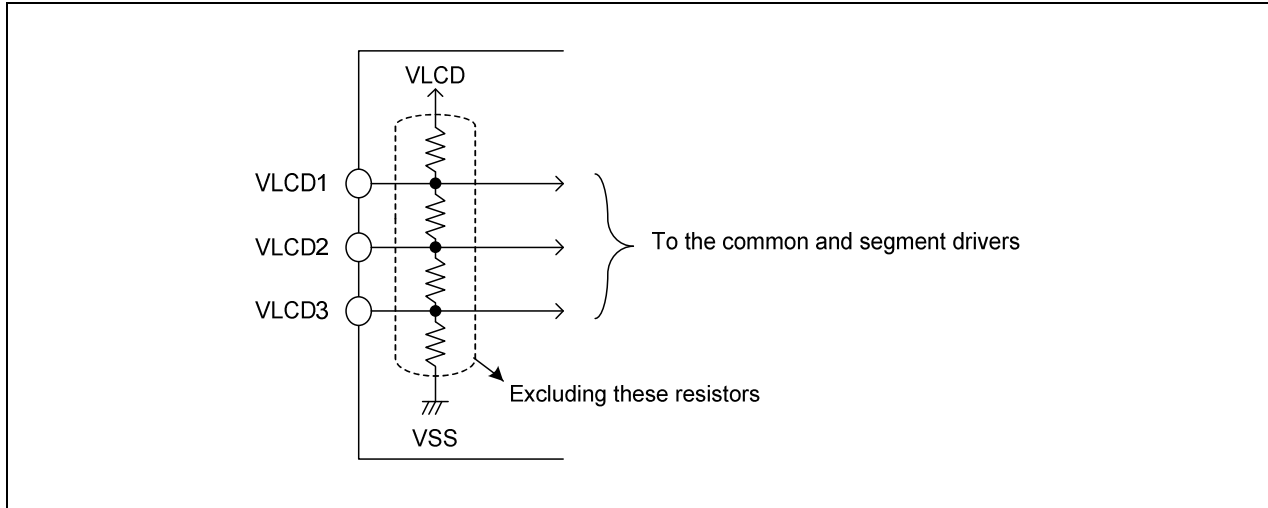 VLCD
VLCD1
VLCD2
To the common and segment drivers
VLCD3
Excluding these resistors
VSS